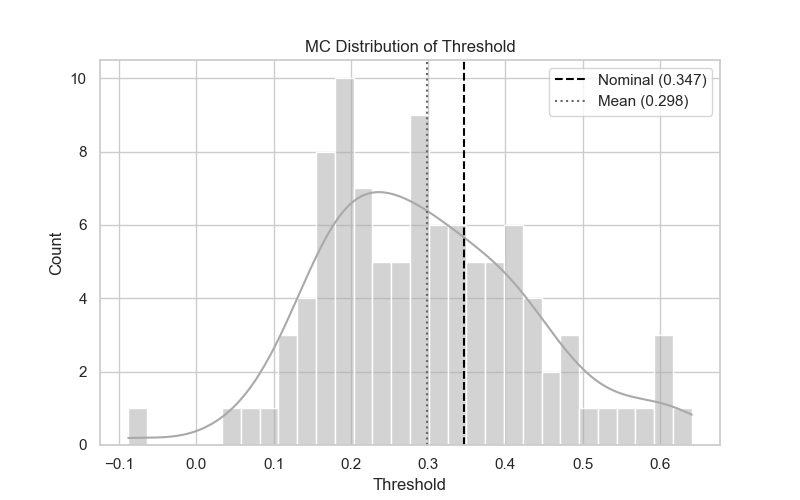 MC Distribution of Threshold
Nominal (0.347)
Mean (0.298)
Count
10
8
6
4
2
0
−0.1 0.0 0.1 0.2 0.3 0.4 0.5 0.6
Threshold